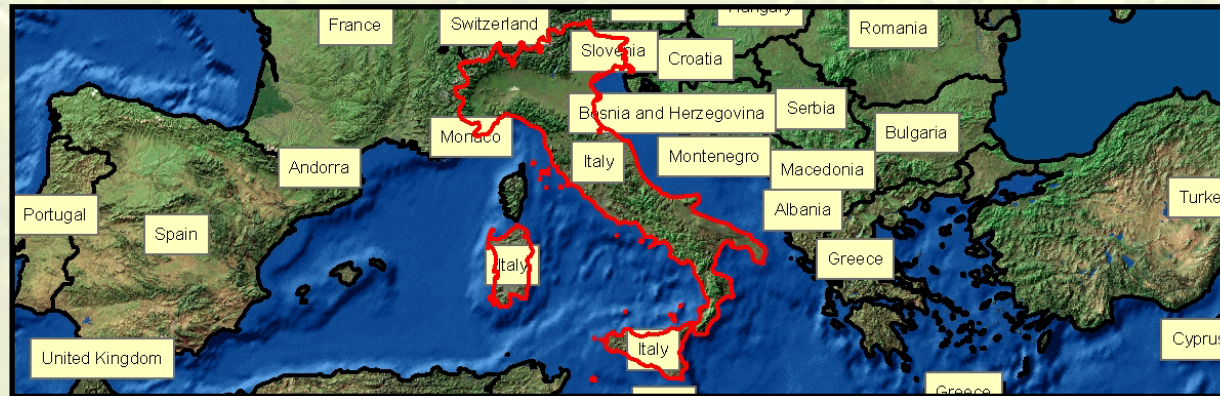 France
Switzerland
Hungary
Romania
Slovenia
Croatia
Bosnia and Herzegovina
Serbia
Bulgaria
Monaco
Italy
Montenegro
Macedonia
Andorra
Portugal
Spain
Albania
Turke
Italy
Greece
United Kingdom
Italy
Cyprus
Greece